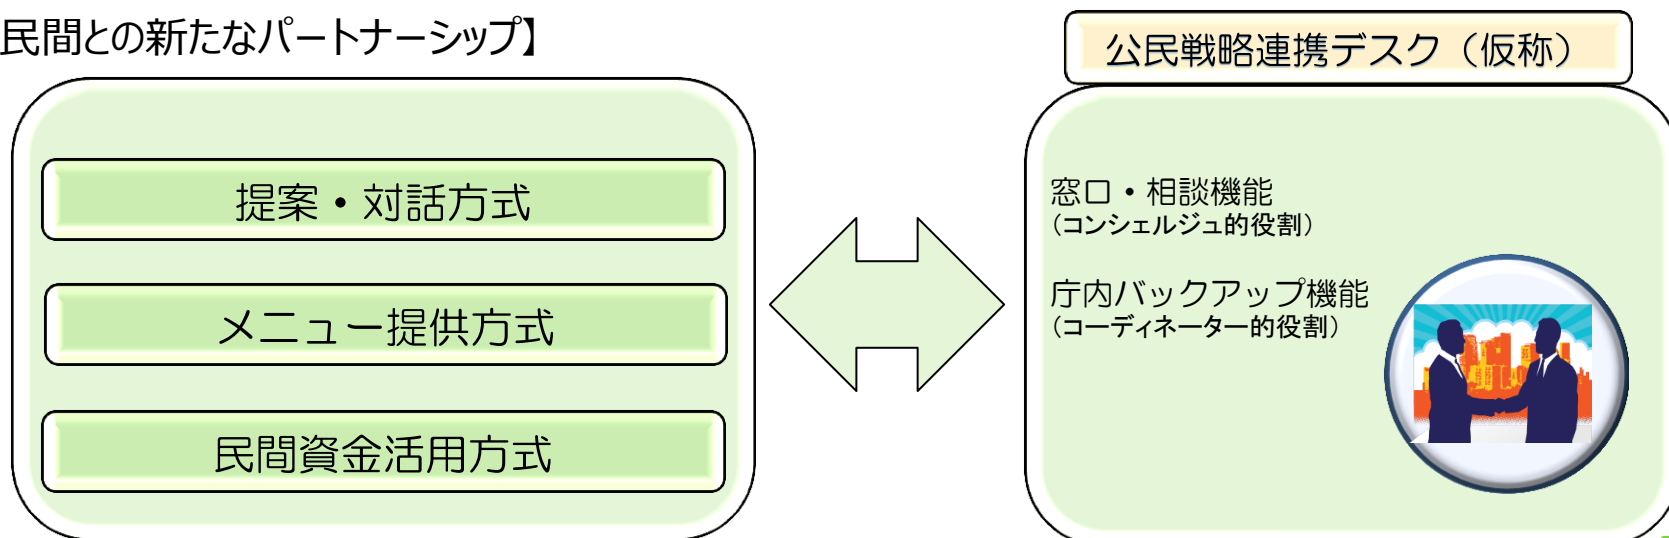 民間との新たなパートナーシップ】
提案・対話方式
メニュー提供方式
民間資金活用方式
公民戦略連携デスク（仮称）
窓口・相談機能
（コンシェルジュ的役割）
庁内バックアップ機能
（コーディネーター的役割）